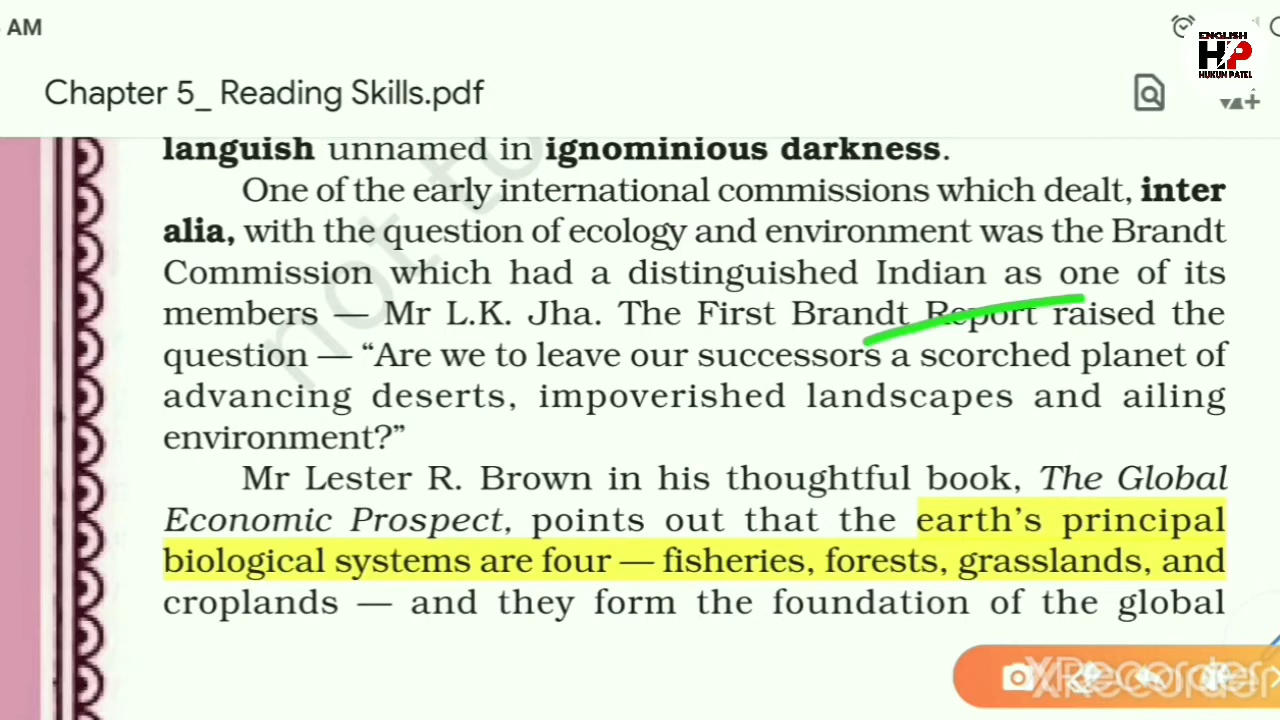 AM
ENGLISH
HP
HUKUN PATEL
Chapter 5_ Reading Skills.pdf
languish unnamed in ignominious darkness.
One of the early international commissions which dealt, inter
alia, with the question of ecology and environment was the Brandt
Commission which had a distinguished Indian as one of its
members — Mr L.K. Jha. The First Brandt Report raised the
question — “Are we to leave our successors a scorched planet of
advancing deserts, impoverished landscapes and ailing
environment?”
Mr Lester R. Brown in his thoughtful book, The Global
Economic Prospect, points out that the earth’s principal
biological systems are four — fisheries, forests, grasslands, and
croplands — and they form the foundation of the global
not to
XRecorder